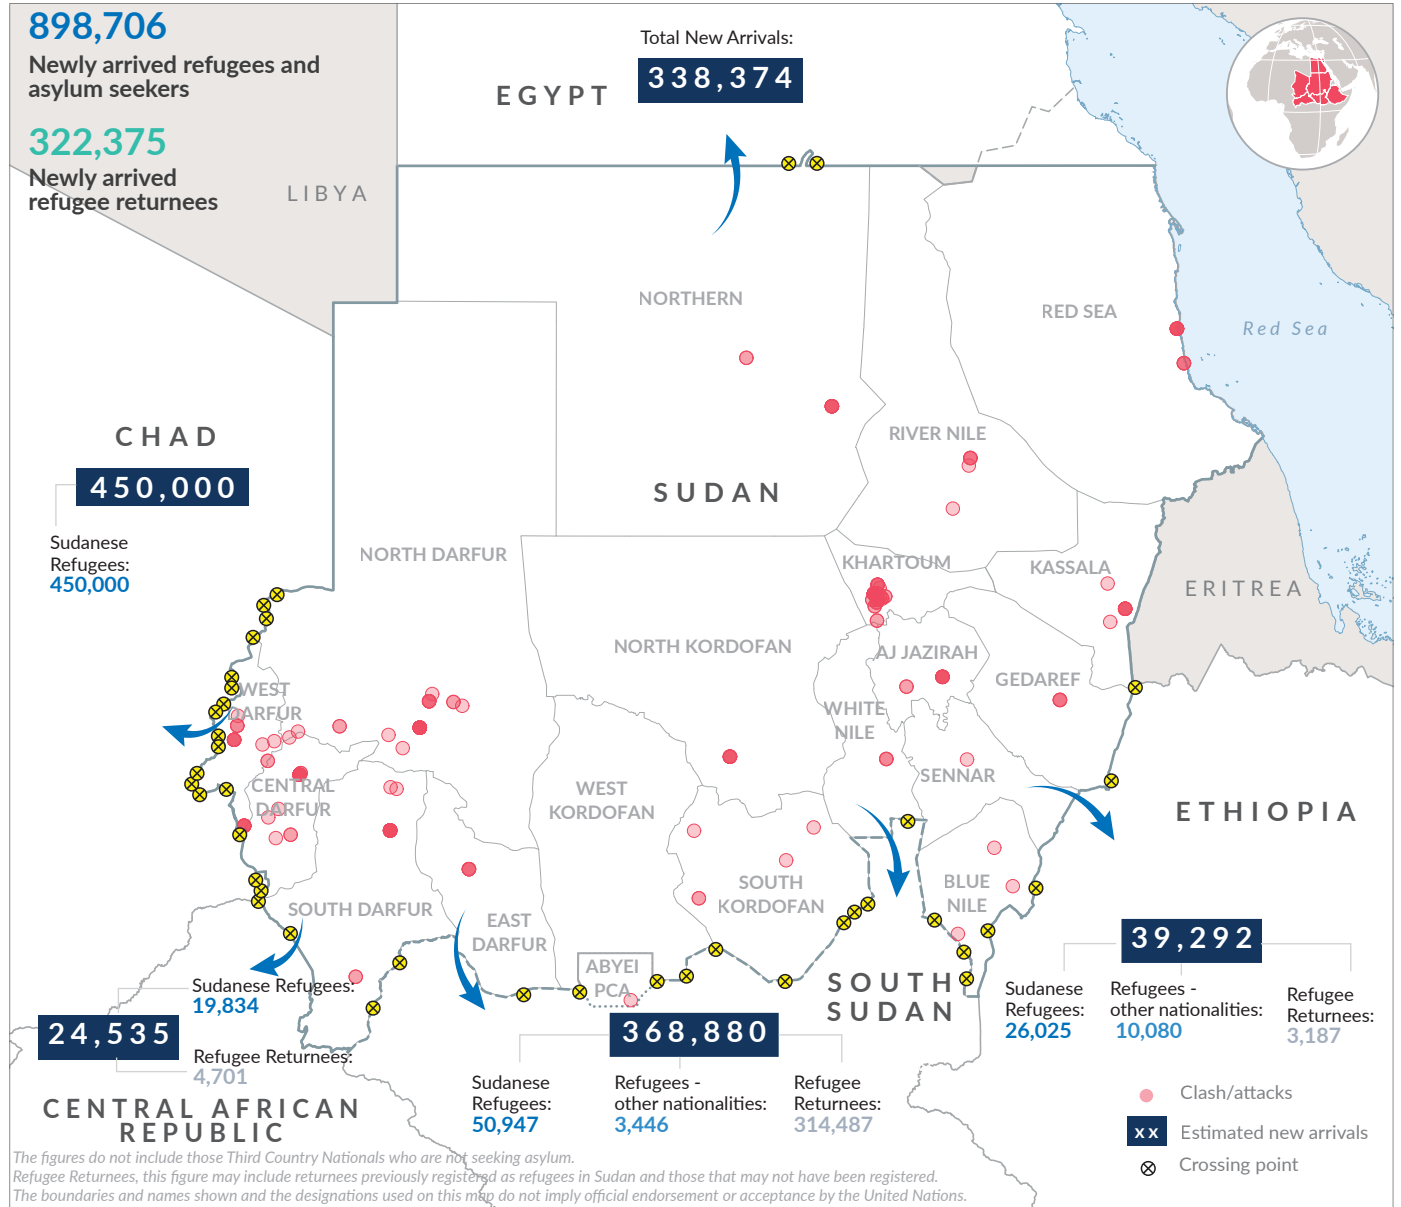 898,706
Newly arrived refugees and
asylum seekers
322,375
Newly arrived
refugee returnees
LIBYA
EGYPT
Total New Arrivals:
338,374
NORTHERN
RED SEA
Red Sea
CHAD
450,000
Sudanese
Refugees:
450,000
RIVER NILE
SUDAN
NORTH DARFUR
KHARTOUM
KASSALA
ERITREA
NORTH KORDOFAN
AJ JAZIRAH
GEDAREF
WEST
DARFUR
WHITE
NILE
SENNAR
CENTRAL
DARFUR
WEST
KORDOFAN
ETHIOPIA
SOUTH
KORDOFAN
BLUE
NILE
SOUTH DARFUR
EAST
DARFUR
ABYEI
PCA
SOUTH
SUDAN
39,292
Sudanese
Refugees:
26,025
Refugees -
other nationalities:
10,080
Refugee
Returnees:
3,187
Sudanese Refugees:
19,834
24,535
Refugee Returnees:
4,701
CENTRAL AFRICAN
REPUBLIC
368,880
Sudanese
Refugees:
50,947
Refugees -
other nationalities:
3,446
Refugee
Returnees:
314,487
Clash/attacks
xx Estimated new arrivals
Crossing point
The figures do not include those Third Country Nationals who are not seeking asylum.
Refugee Returnees, this figure may include returnees previously registered as refugees in Sudan and those that may not have been registered.
The boundaries and names shown and the designations used on this map do not imply official endorsement or acceptance by the United Nations.